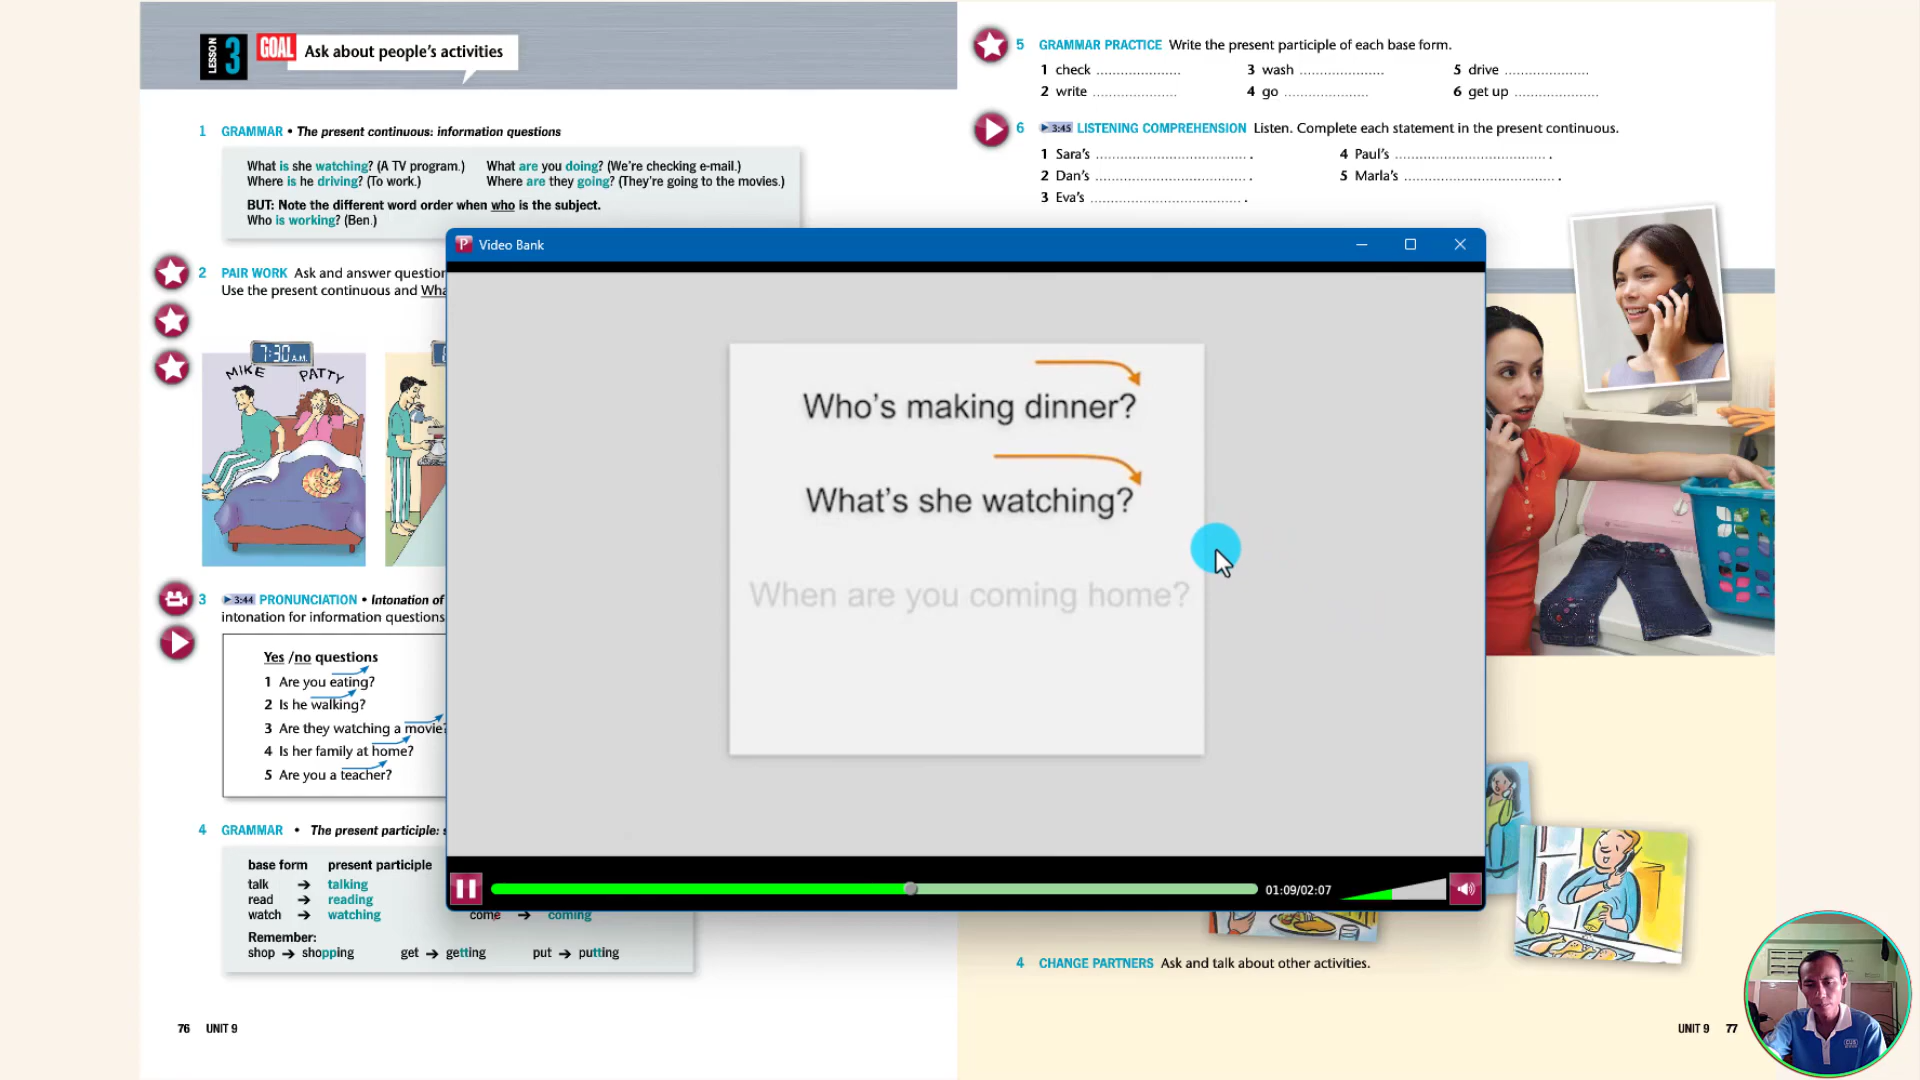 LESSON 3 GOAL Ask about people's activities
1 GRAMMAR • The present continuous: information questions
What is she watching? (A TV program.) What are you doing? (We're checking e-mail.)
Where is he driving? (To work.) Where are they going? (They're going to the movies.)
BUT: Note the different word order when who is the subject.
Who is working? (Ben.)
2 PAIR WORK Ask and answer
Use the present continuous and
7:30 A.M.
MIKE PATTY
3 3:44 PRONUNCIATION • Intonation of
intonation for information questions
Yes /no questions
1 Are you eating?
2 Is he walking?
3 Are they watching a movie?
4 Is her family at home?
5 Are you a teacher?
4 GRAMMAR • The present participle:
base form present participle
talk → talking
read → reading
watch → watching come → coming
Remember:
shop → shopping get → getting put → putting
76 UNIT 9
5 GRAMMAR PRACTICE Write the present participle of each base form.
1 check ..................... 3 wash ..................... 5 drive .....................
2 write ..................... 4 go ..................... 6 get up .....................
6 3:45 LISTENING COMPREHENSION Listen. Complete each statement in the present continuous.
1 Sara's ...................................... . 4 Paul's ...................................... .
2 Dan's ...................................... . 5 Marla's ...................................... .
3 Eva's ...................................... .
P Video Bank
Who's making dinner?
What's she watching?
When are you coming home?
01:09/02:07
4 CHANGE PARTNERS Ask and talk about other activities.
UNIT 9 77